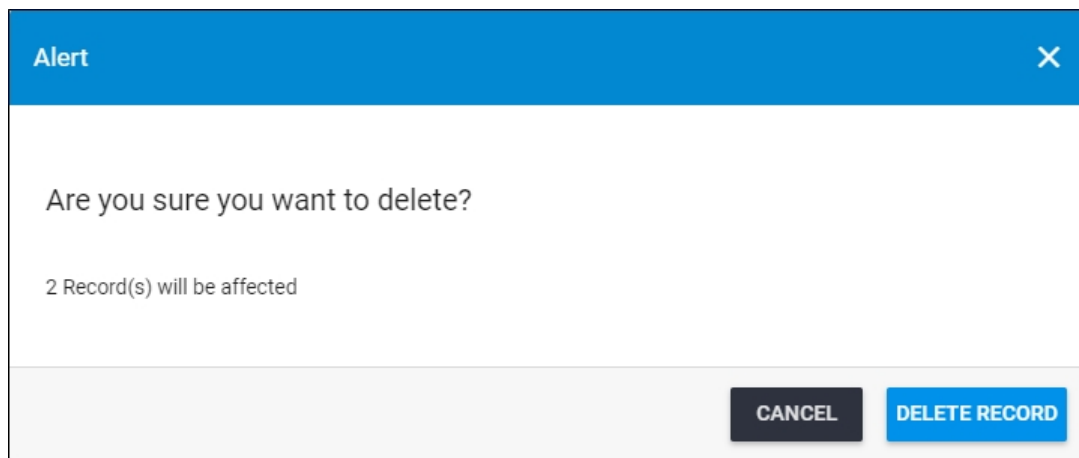 Alert
Are you sure you want to delete?
2 Record(s) will be affected
CANCEL DELETE RECORD